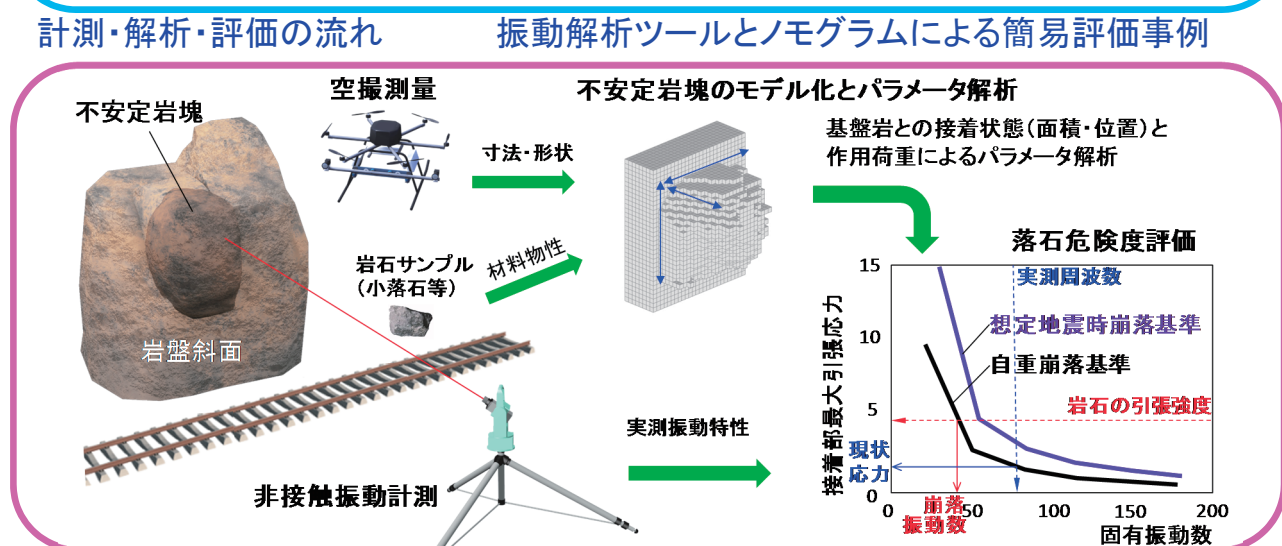 計測・解析・評価の流れ
振動解析ツールとノモグラムによる簡易評価事例
不安定岩塊
空撮測量
不安定岩塊のモデル化とパラメータ解析
寸法・形状
基盤岩との接着状態（面積・位置）と
作用荷重によるパラメータ解析
岩石サンプル
（小落石等）
材料物性
岩盤斜面
非接触振動計測
実測振動特性
落石危険度評価
実測周波数
想定地震時崩落基準
自重崩落基準
岩石の引張強度
接着部最大引張応力
現状
応力
15
10
5
0
0
50
100
150
200
崩落
振動数
固有振動数